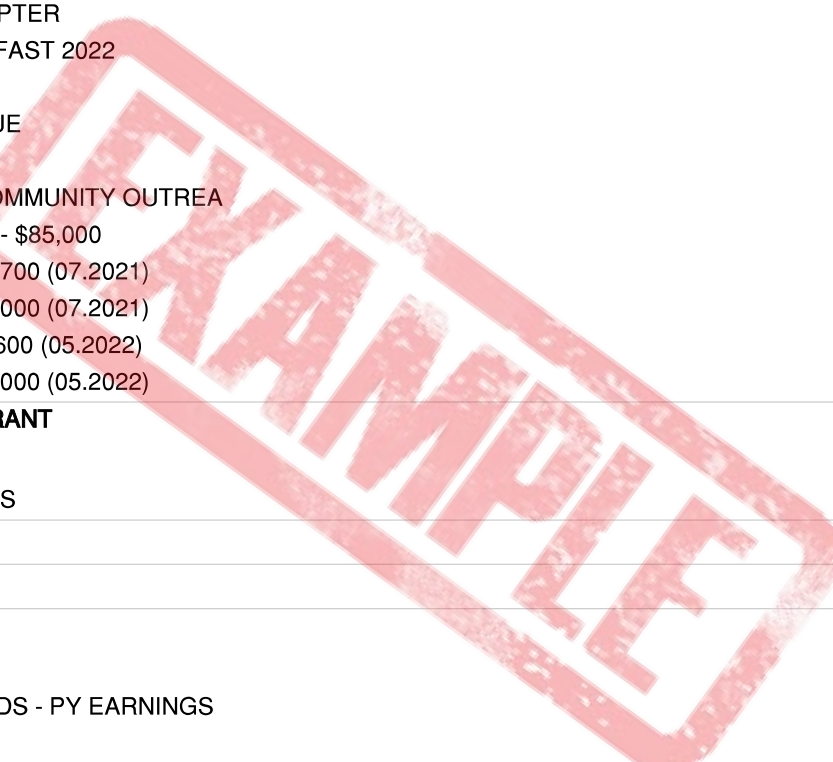 PTER
FAST 2022
UE
OMMUNITY OUTREA
- $85,000
700 (07.2021)
000 (07.2021)
600 (05.2022)
000 (05.2022)
RANT
S
DS - PY EARNINGS
EXAMPLE